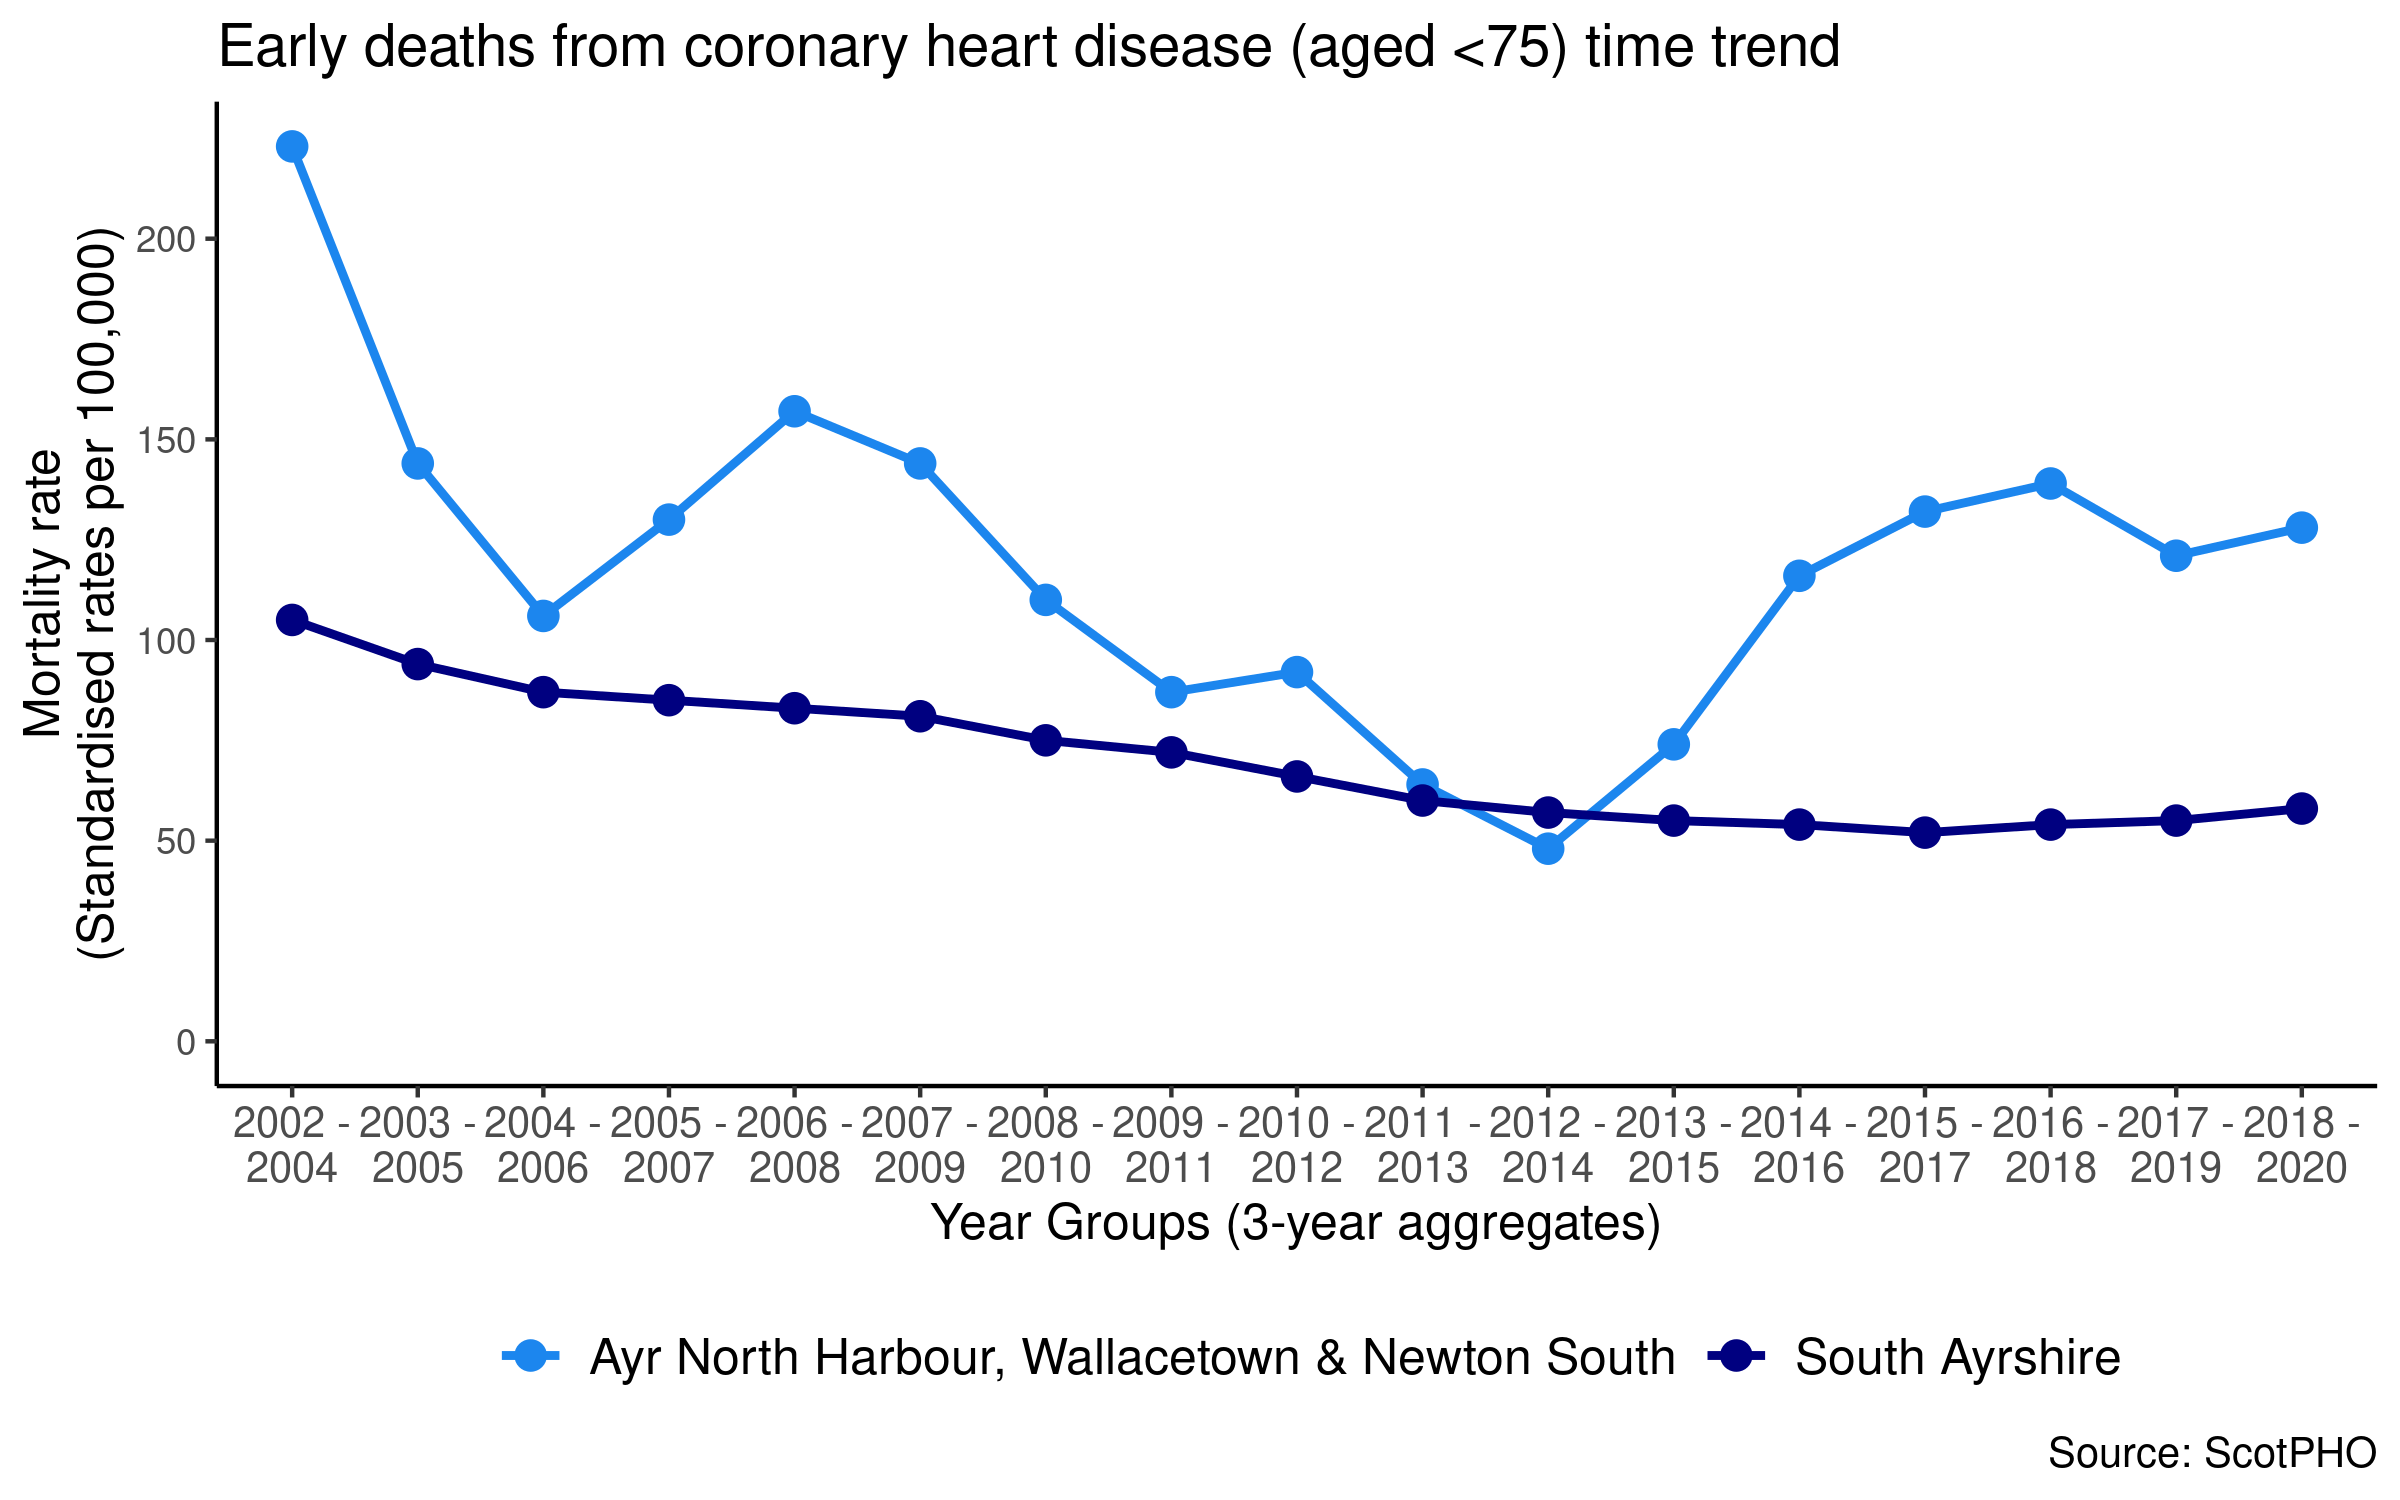 Early deaths from coronary heart disease (aged <75) time trend
Mortality rate
(Standardised rates per 100,000)
200
150
100
50
0
2002 - 2003 - 2004 - 2005 - 2006 - 2007 - 2008 - 2009 - 2010 - 2011 - 2012 - 2013 - 2014 - 2015 - 2016 - 2017 - 2018 -
2004 2005 2006 2007 2008 2009 2010 2011 2012 2013 2014 2015 2016 2017 2018 2019 2020
Year Groups (3-year aggregates)
Ayr North Harbour, Wallacetown & Newton South South Ayrshire
Source: ScotPHO